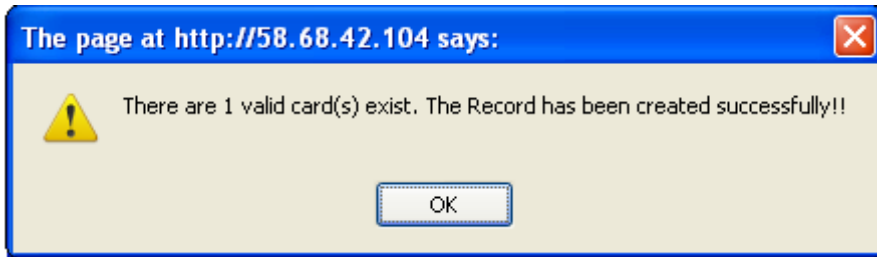 The page at http://58.68.42.104 says:
There are 1 valid card(s) exist. The Record has been created successfully!!
OK